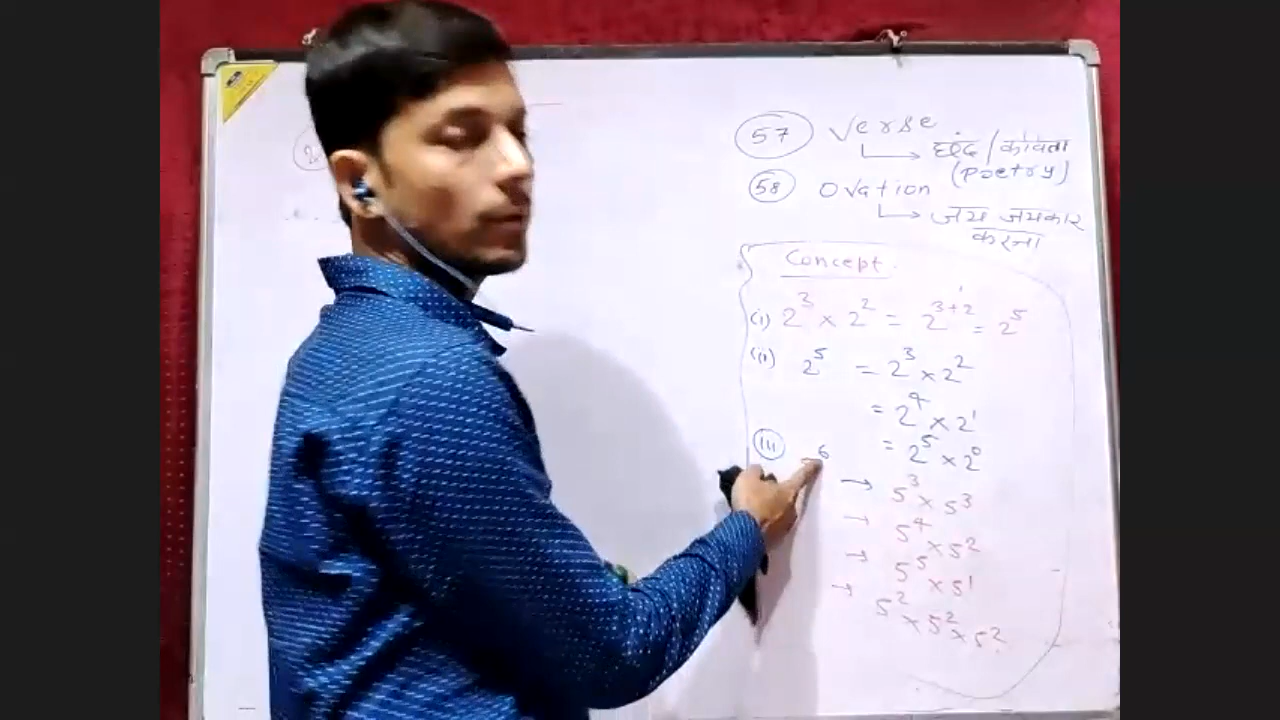 57 Verse
→ छंद/कविता
(Poetry)
58 Ovation
→ जय जयकार
करना
Concept
(i) 2³ × 2² = 2³⁺² = 2⁵
(ii) 2⁵ = 2³ × 2²
= 2⁴ × 2¹
= 2⁵ × 2⁰
(iii) 6
→ 5³ × 5³
→ 5⁴ × 5²
→ 5⁵ × 5¹
→ 5² × 5² × 5²